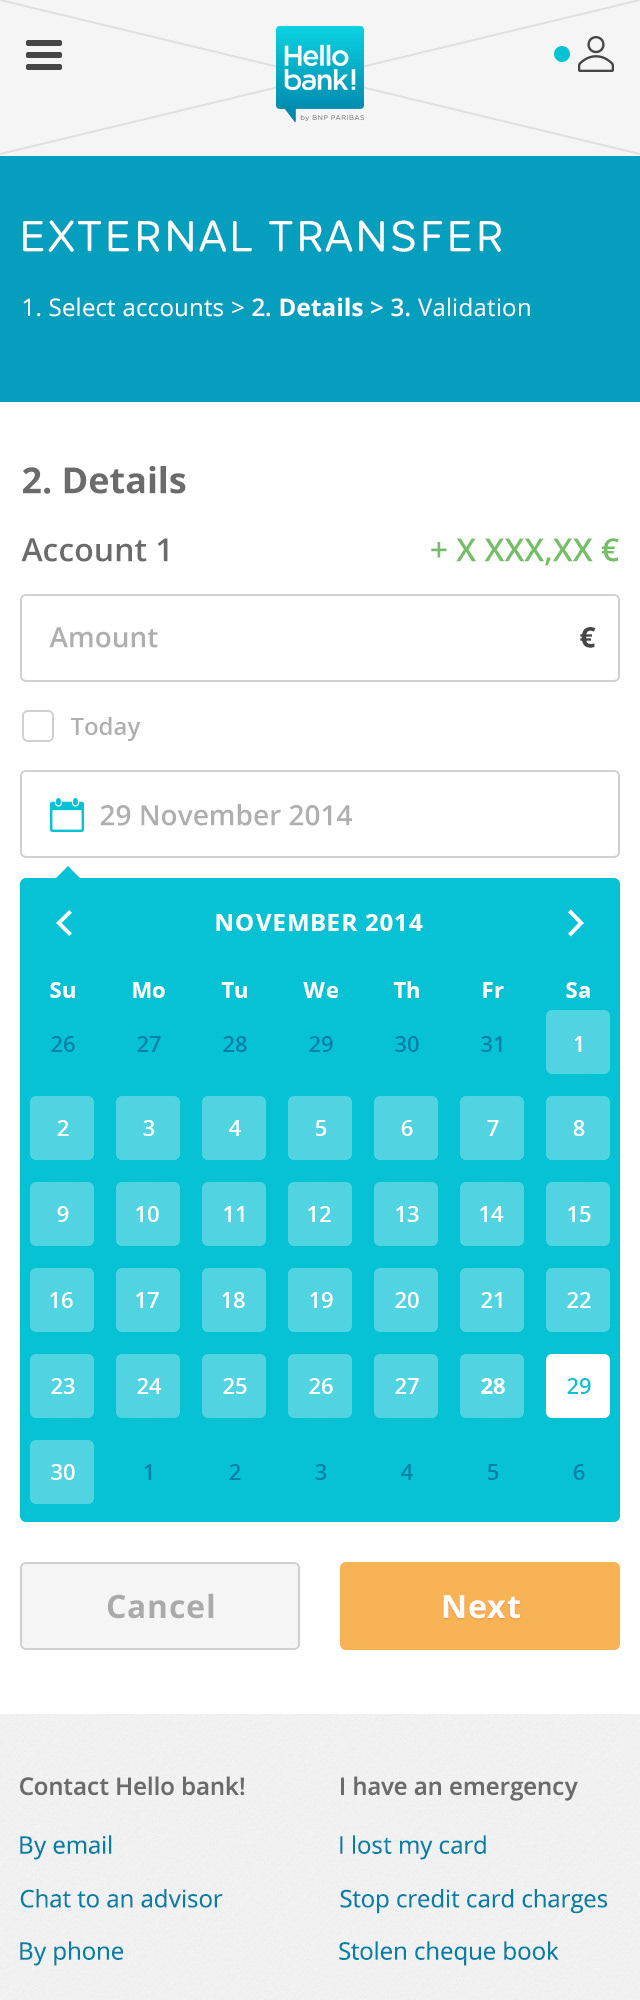 Hello
bank!
by BNP PARIBAS
EXTERNAL TRANSFER
1. Select accounts > 2. Details > 3. Validation
2. Details
Account 1 + X XXX,XX €
Amount €
Today
29 November 2014
NOVEMBER 2014
Su Mo Tu We Th Fr Sa
26 27 28 29 30 31 1
2 3 4 5 6 7 8
9 10 11 12 13 14 15
16 17 18 19 20 21 22
23 24 25 26 27 28 29
30 1 2 3 4 5 6
Cancel Next
Contact Hello bank! I have an emergency
By email I lost my card
Chat to an advisor Stop credit card charges
By phone Stolen cheque book